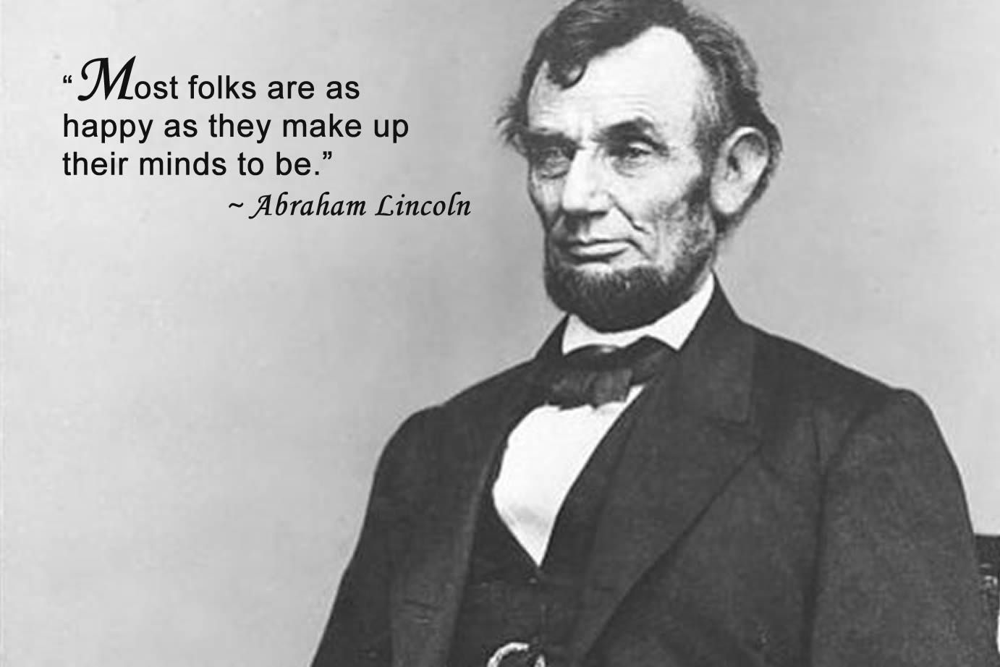 “Most folks are as
happy as they make up
their minds to be.”
~ Abraham Lincoln